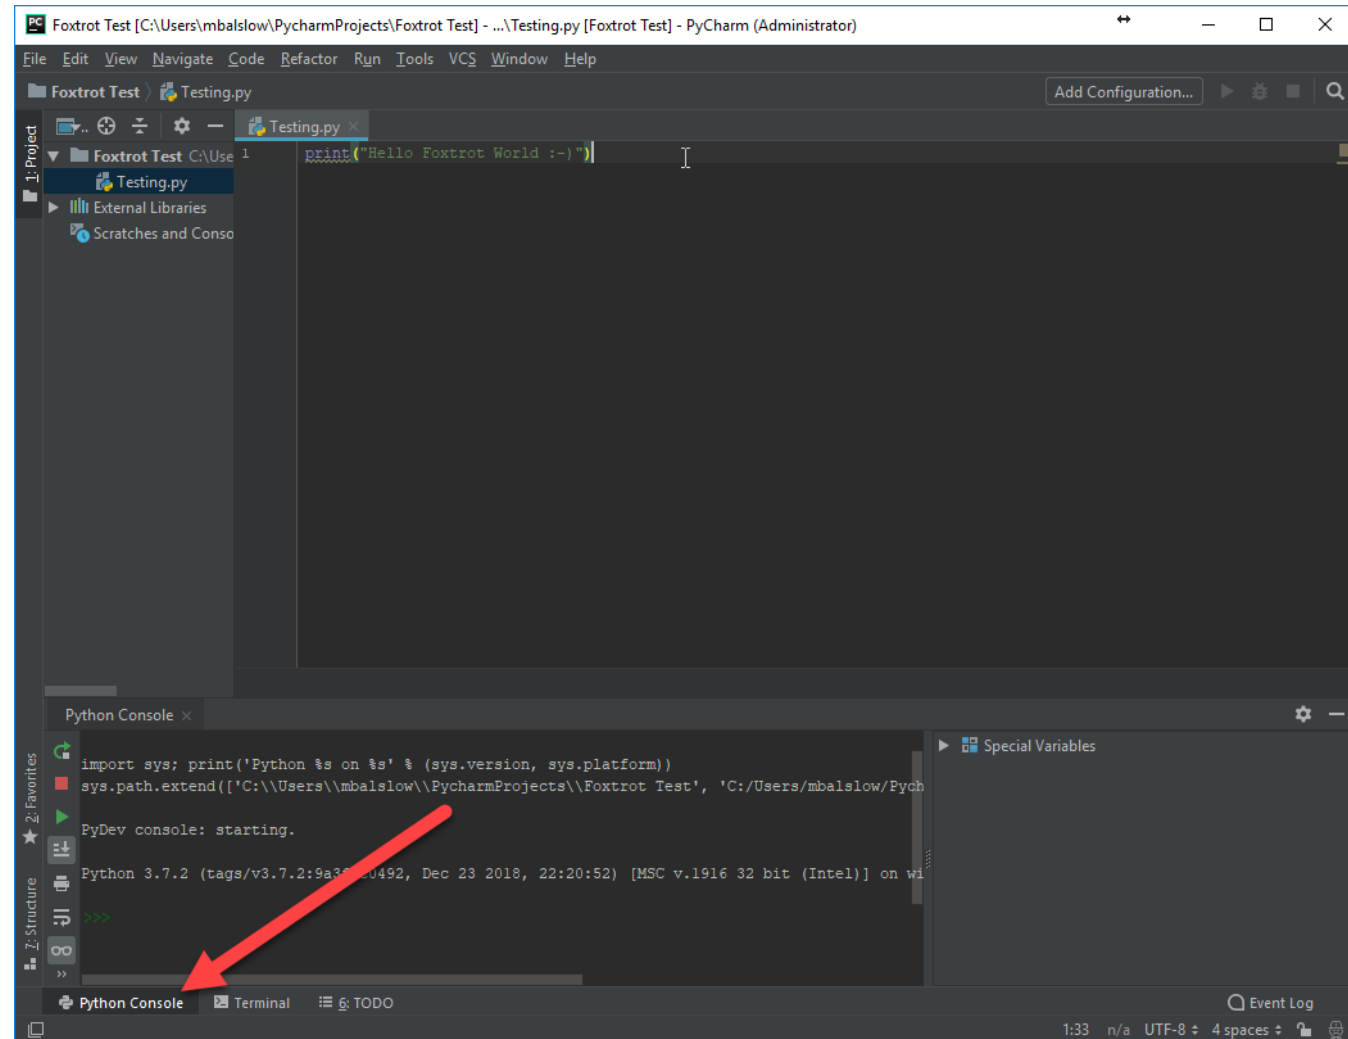 PC Foxtrot Test [C:\Users\mbalslow\PycharmProjects\Foxtrot Test] - ...\Testing.py [Foxtrot Test] - PyCharm (Administrator)
File Edit View Navigate Code Refactor Run Tools VCS Window Help
Foxtrot Test Testing.py Add Configuration...
1: Project
Testing.py
Foxtrot Test C:\Use
1 print("Hello Foxtrot World :-)")
Testing.py
External Libraries
Scratches and Conso
Python Console
2: Favorites
7: Structure
import sys; print('Python %s on %s' % (sys.version, sys.platform))
sys.path.extend(['C:\\Users\\mbalslow\\PycharmProjects\\Foxtrot Test', 'C:/Users/mbalslow/Pych
PyDev console: starting.
Python 3.7.2 (tags/v3.7.2: Dec 23 2018, 22:20:52) [MSC v.1916 32 bit (Intel)] on wi
>>>
Special Variables
Python Console Terminal 6: TODO Event Log
1:33 n/a UTF-8 4 spaces